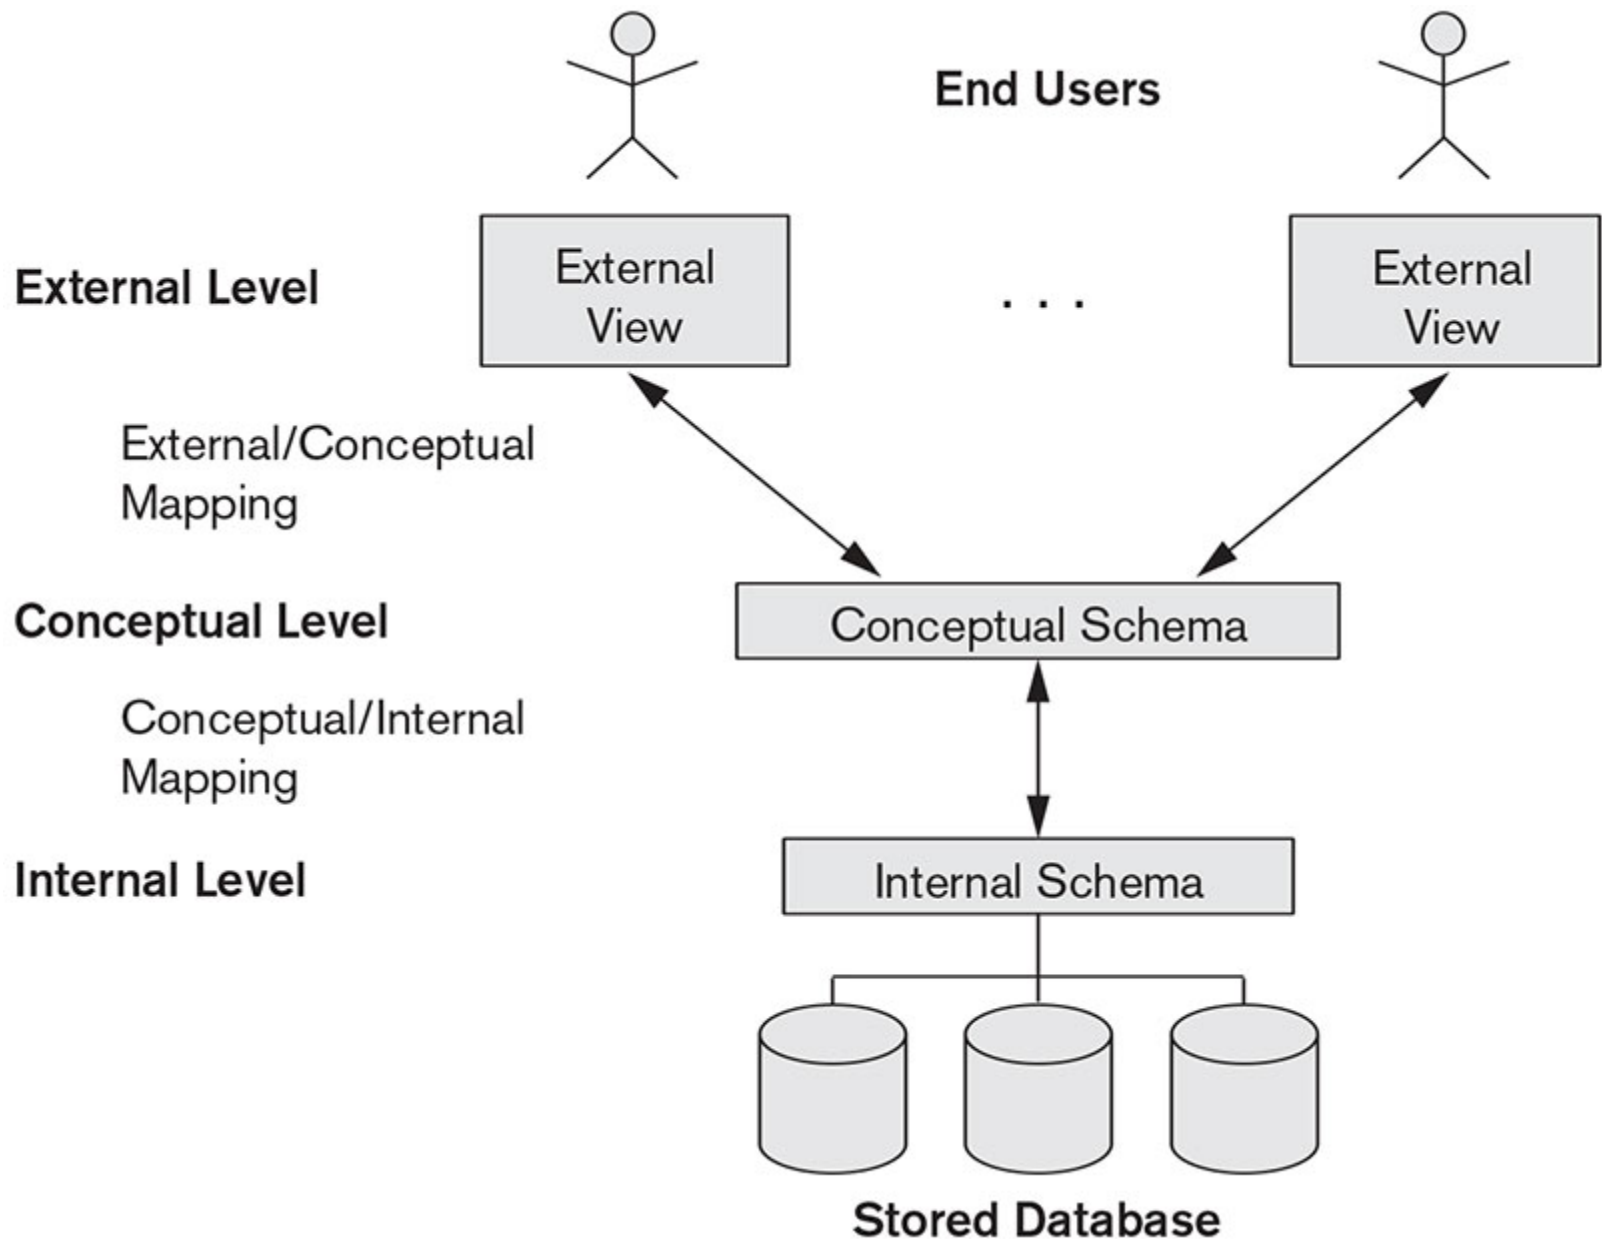 End Users
External Level
External
View
. . .
External
View
External/Conceptual
Mapping
Conceptual Level
Conceptual Schema
Conceptual/Internal
Mapping
Internal Level
Internal Schema
Stored Database